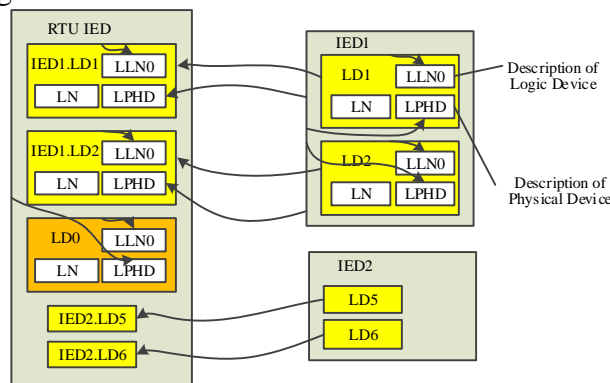 RTU IED
IED1.LD1
LLN0
LN
LPHD
IED1.LD2
LLN0
LN
LPHD
LD0
LLN0
LN
LPHD
IED2.LD5
IED2.LD6
IED1
LD1
LLN0
LN
LPHD
LD2
LLN0
LN
LPHD
IED2
LD5
LD6
Description of
Logic Device
Description of
Physical Device